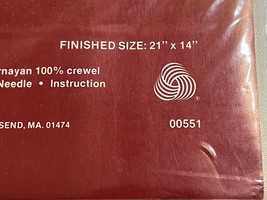 FINISHED SIZE: 21" x 14"
rnayan 100% crewel
Needle • Instruction
®
SEND, MA. 01474
00551